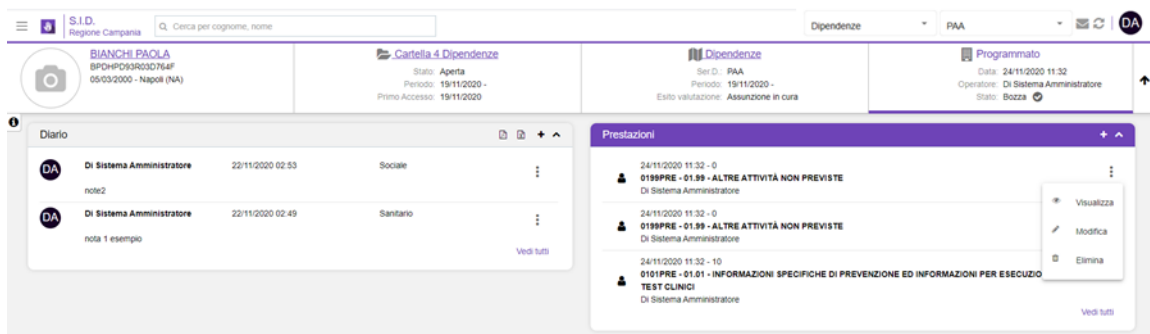 S.I.D.
Regione Campania
Cerca per cognome, nome
Dipendenze
PAA
DA
BIANCHI PAOLA
BPDHPD93R03D764F
05/03/2000 - Napoli (NA)
Cartella 4 Dipendenze
Stato: Aperta
Periodo: 19/11/2020 -
Primo Accesso: 19/11/2020
Dipendenze
Ser.D.: PAA
Periodo: 19/11/2020 -
Esito valutazione: Assunzione in cura
Programmato
Data: 24/11/2020 11:32
Operatore: Di Sistema Amministratore
Stato: Bozza
Diario
DA
Di Sistema Amministratore 22/11/2020 02:53 Sociale
note2
DA
Di Sistema Amministratore 22/11/2020 02:49 Sanitario
nota 1 esempio
Vedi tutti
Prestazioni
24/11/2020 11:32 - 0
0199PRE - 01.99 - ALTRE ATTIVITÀ NON PREVISTE
Di Sistema Amministratore
24/11/2020 11:32 - 0
0199PRE - 01.99 - ALTRE ATTIVITÀ NON PREVISTE
Di Sistema Amministratore
24/11/2020 11:32 - 10
0101PRE - 01.01 - INFORMAZIONI SPECIFICHE DI PREVENZIONE ED INFORMAZIONI PER ESECUZIO
TEST CLINICI
Di Sistema Amministratore
Visualizza
Modifica
Elimina
Vedi tutti